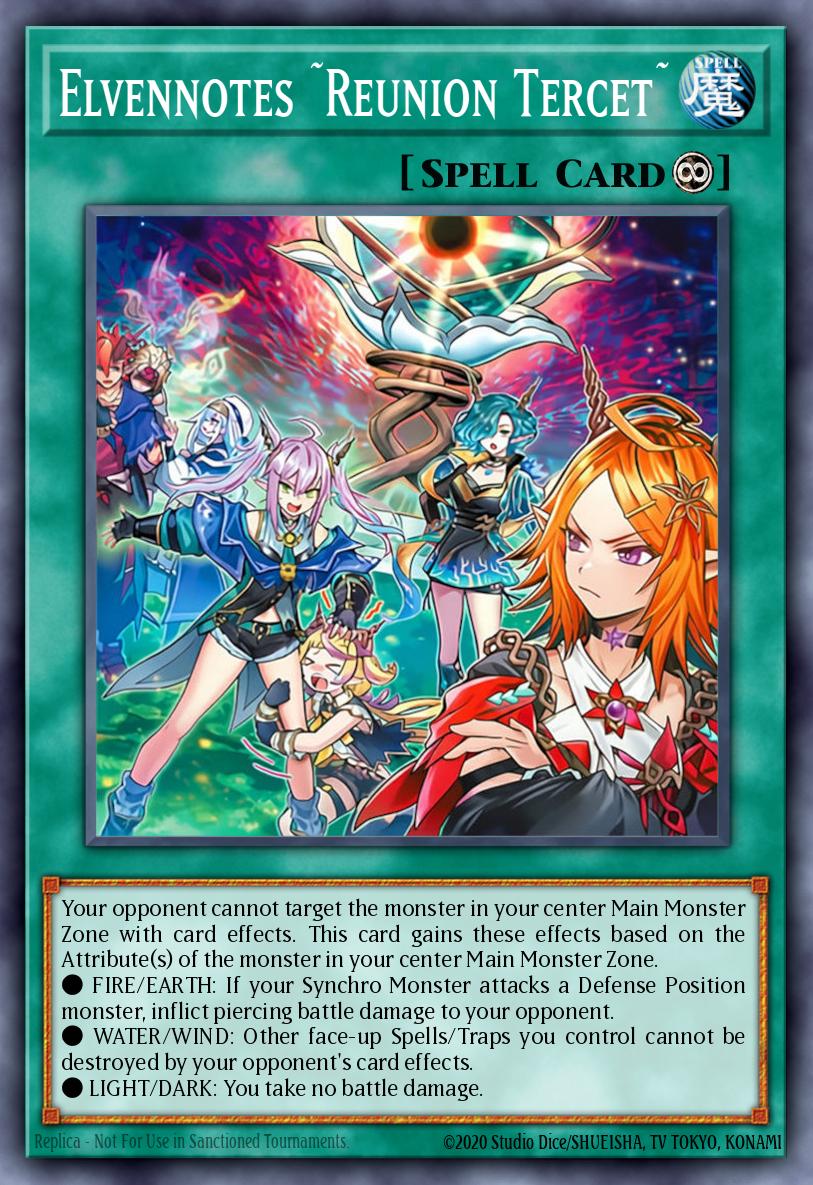 Elvennotes ~Reunion Tercet~
SPELL
魔
[Spell Card♾]
Your opponent cannot target the monster in your center Main Monster
Zone with card effects. This card gains these effects based on the
Attribute(s) of the monster in your center Main Monster Zone.
● FIRE/EARTH: If your Synchro Monster attacks a Defense Position
monster, inflict piercing battle damage to your opponent.
● WATER/WIND: Other face-up Spells/Traps you control cannot be
destroyed by your opponent's card effects.
● LIGHT/DARK: You take no battle damage.
Replica - Not For Use in Sanctioned Tournaments.
©2020 Studio Dice/SHUEISHA, TV TOKYO, KONAMI